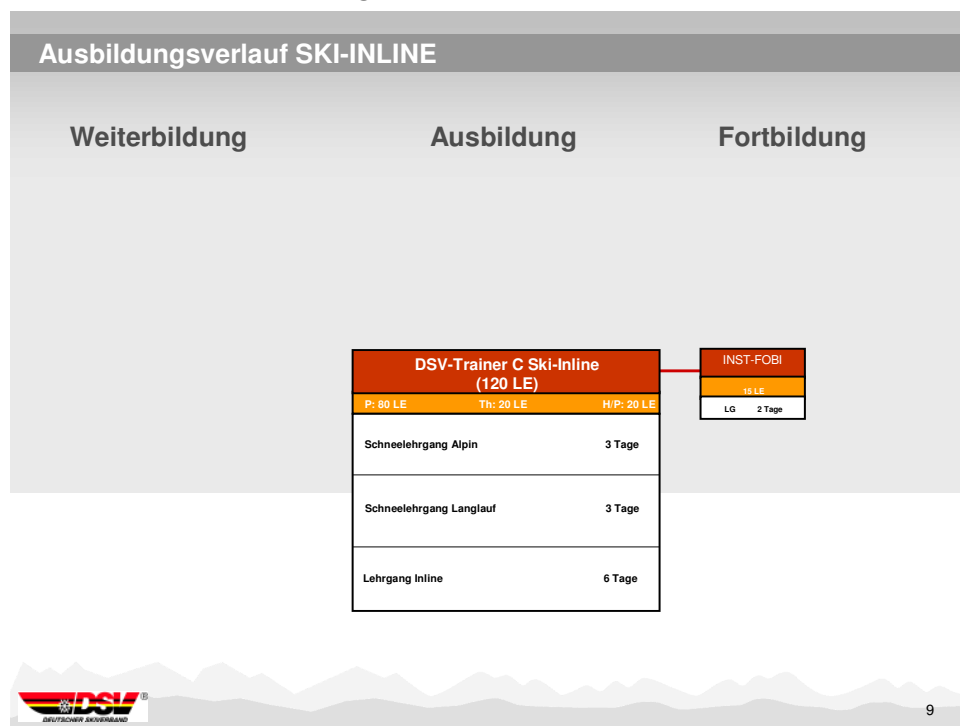 Ausbildungsverlauf SKI-INLINE
Weiterbildung Ausbildung Fortbildung
DSV-Trainer C Ski-Inline
(120 LE)
P: 80 LE Th: 20 LE H/P: 20 LE
Schneelehrgang Alpin 3 Tage
Schneelehrgang Langlauf 3 Tage
Lehrgang Inline 6 Tage
INST-FOBI
15 LE
LG 2 Tage
DSV ®
DEUTSCHER SKIVERBAND
9